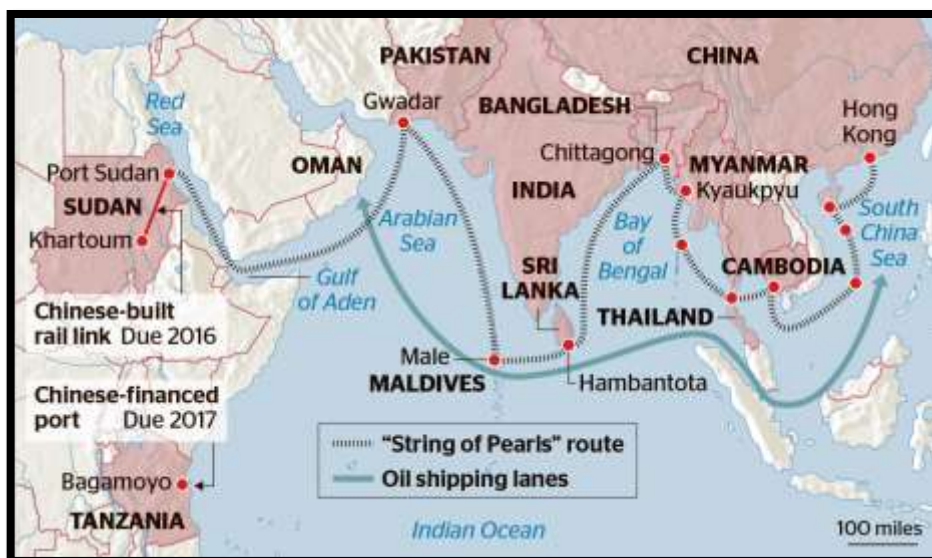 PAKISTAN
CHINA
Gwadar
BANGLADESH
Hong
Kong
Red
Sea
OMAN
Chittagong
MYANMAR
Port Sudan
INDIA
Kyaukpyu
SUDAN
Arabian
Sea
Bay
of
Bengal
South
China
Sea
Khartoum
SRI
LANKA
CAMBODIA
Gulf
of Aden
THAILAND
Chinese-built
rail link Due 2016
Male
MALDIVES
Hambantota
Chinese-financed
port Due 2017
"String of Pearls" route
Oil shipping lanes
Bagamoyo
TANZANIA
Indian Ocean
100 miles